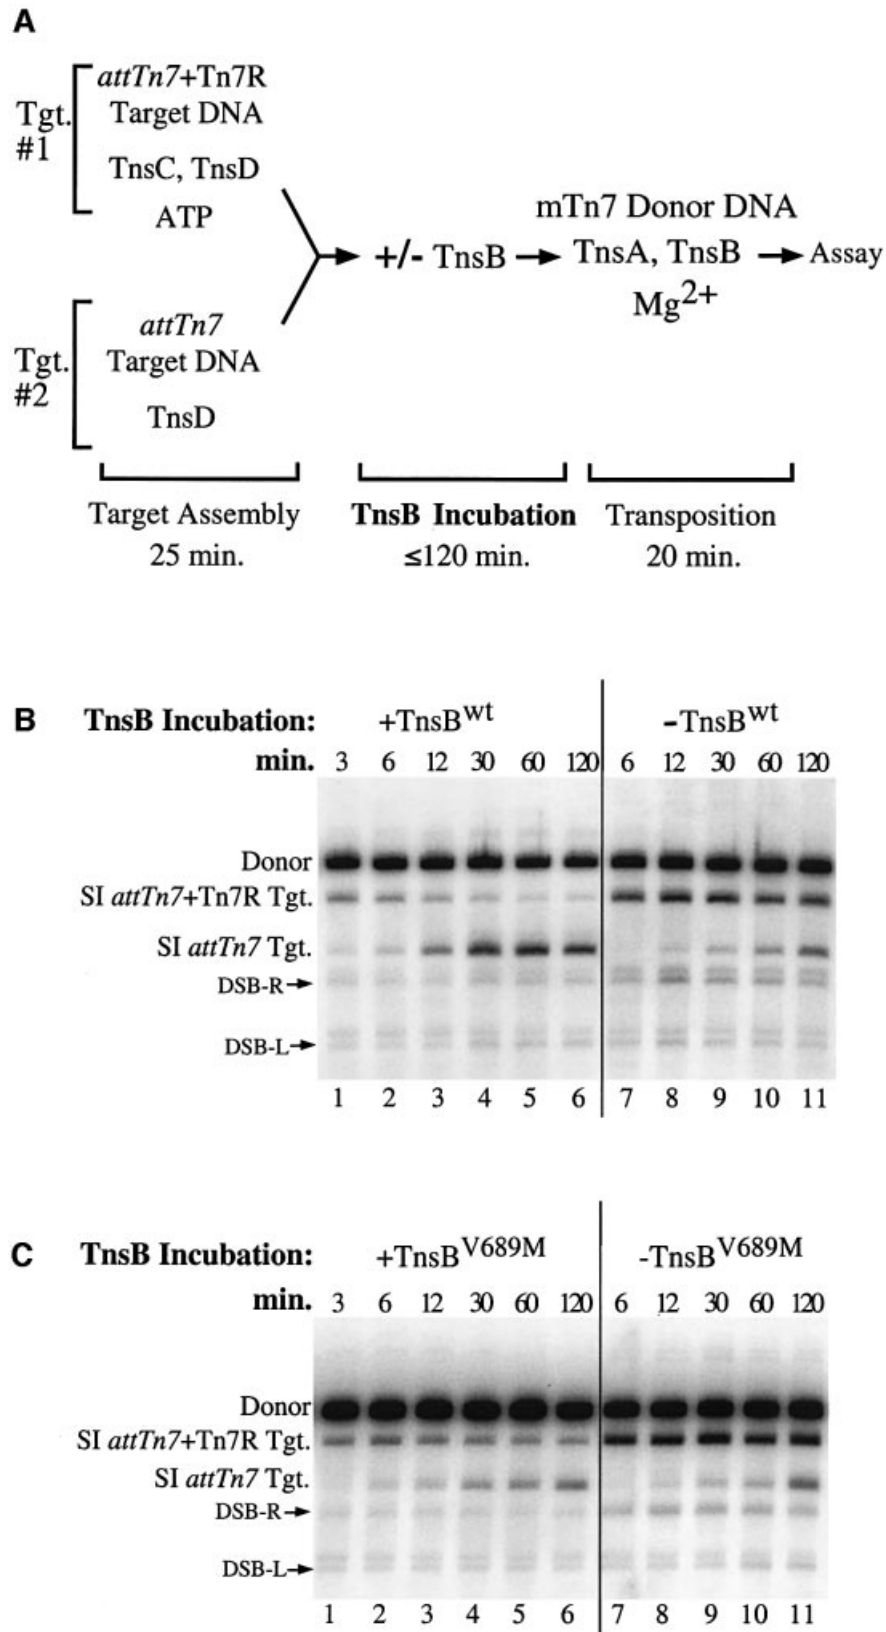 A
Tgt. #1
attTn7+Tn7R
Target DNA
TnsC, TnsD
ATP
Tgt. #2
attTn7
Target DNA
TnsD
+/- TnsB
mTn7 Donor DNA
TnsA, TnsB
Mg2+
Assay
Target Assembly
25 min.
TnsB Incubation
≤120 min.
Transposition
20 min.
B
TnsB Incubation: +TnsBwt -TnsBwt
min. 3 6 12 30 60 120 6 12 30 60 120
Donor
SI attTn7+Tn7R Tgt.
SI attTn7 Tgt.
DSB-R
DSB-L
1 2 3 4 5 6 7 8 9 10 11
C
TnsB Incubation: +TnsBV689M -TnsBV689M
min. 3 6 12 30 60 120 6 12 30 60 120
Donor
SI attTn7+Tn7R Tgt.
SI attTn7 Tgt.
DSB-R
DSB-L
1 2 3 4 5 6 7 8 9 10 11